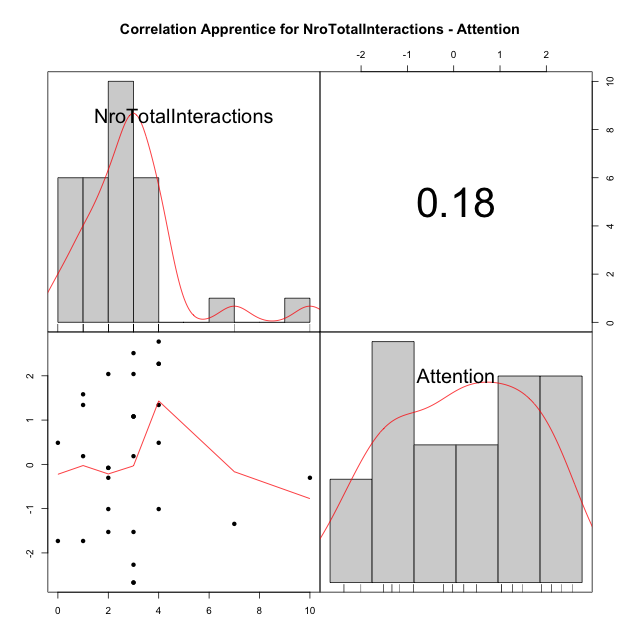 Correlation Apprentice for NroTotalInteractions - Attention
-2 -1 0 1 2
NroTotalInteractions
0.18
10
8
6
4
2
0
Attention
2
1
0
-1
-2
0 2 4 6 8 10